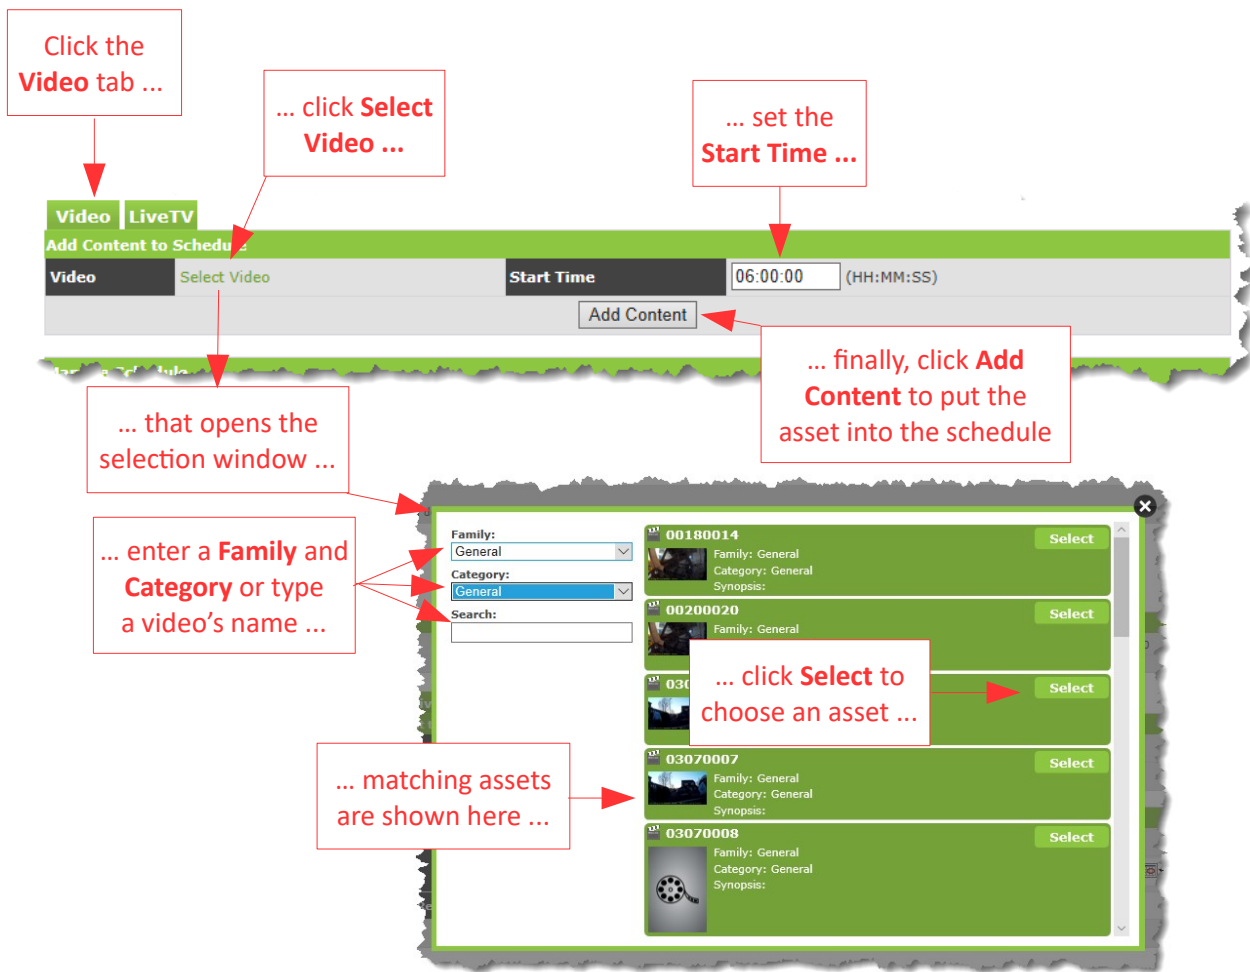 Click the
Video tab ...
... click Select
Video ...
... set the
Start Time ...
Video LiveTV
Add Content to Schedule
Video Select Video Start Time 06:00:00 (HH:MM:SS)
Add Content
... finally, click Add
Content to put the
asset into the schedule
... that opens the
selection window ...
... enter a Family and
Category or type
a video's name ...
Family:
General
Category:
General
Search:
00180014
Select
Family: General
Category: General
Synopsis:
00200020
Select
Family: General
... click Select to
choose an asset ...
Select
... matching assets
are shown here ...
03070007
Select
Family: General
Category: General
Synopsis:
03070008
Select
Family: General
Category: General
Synopsis: